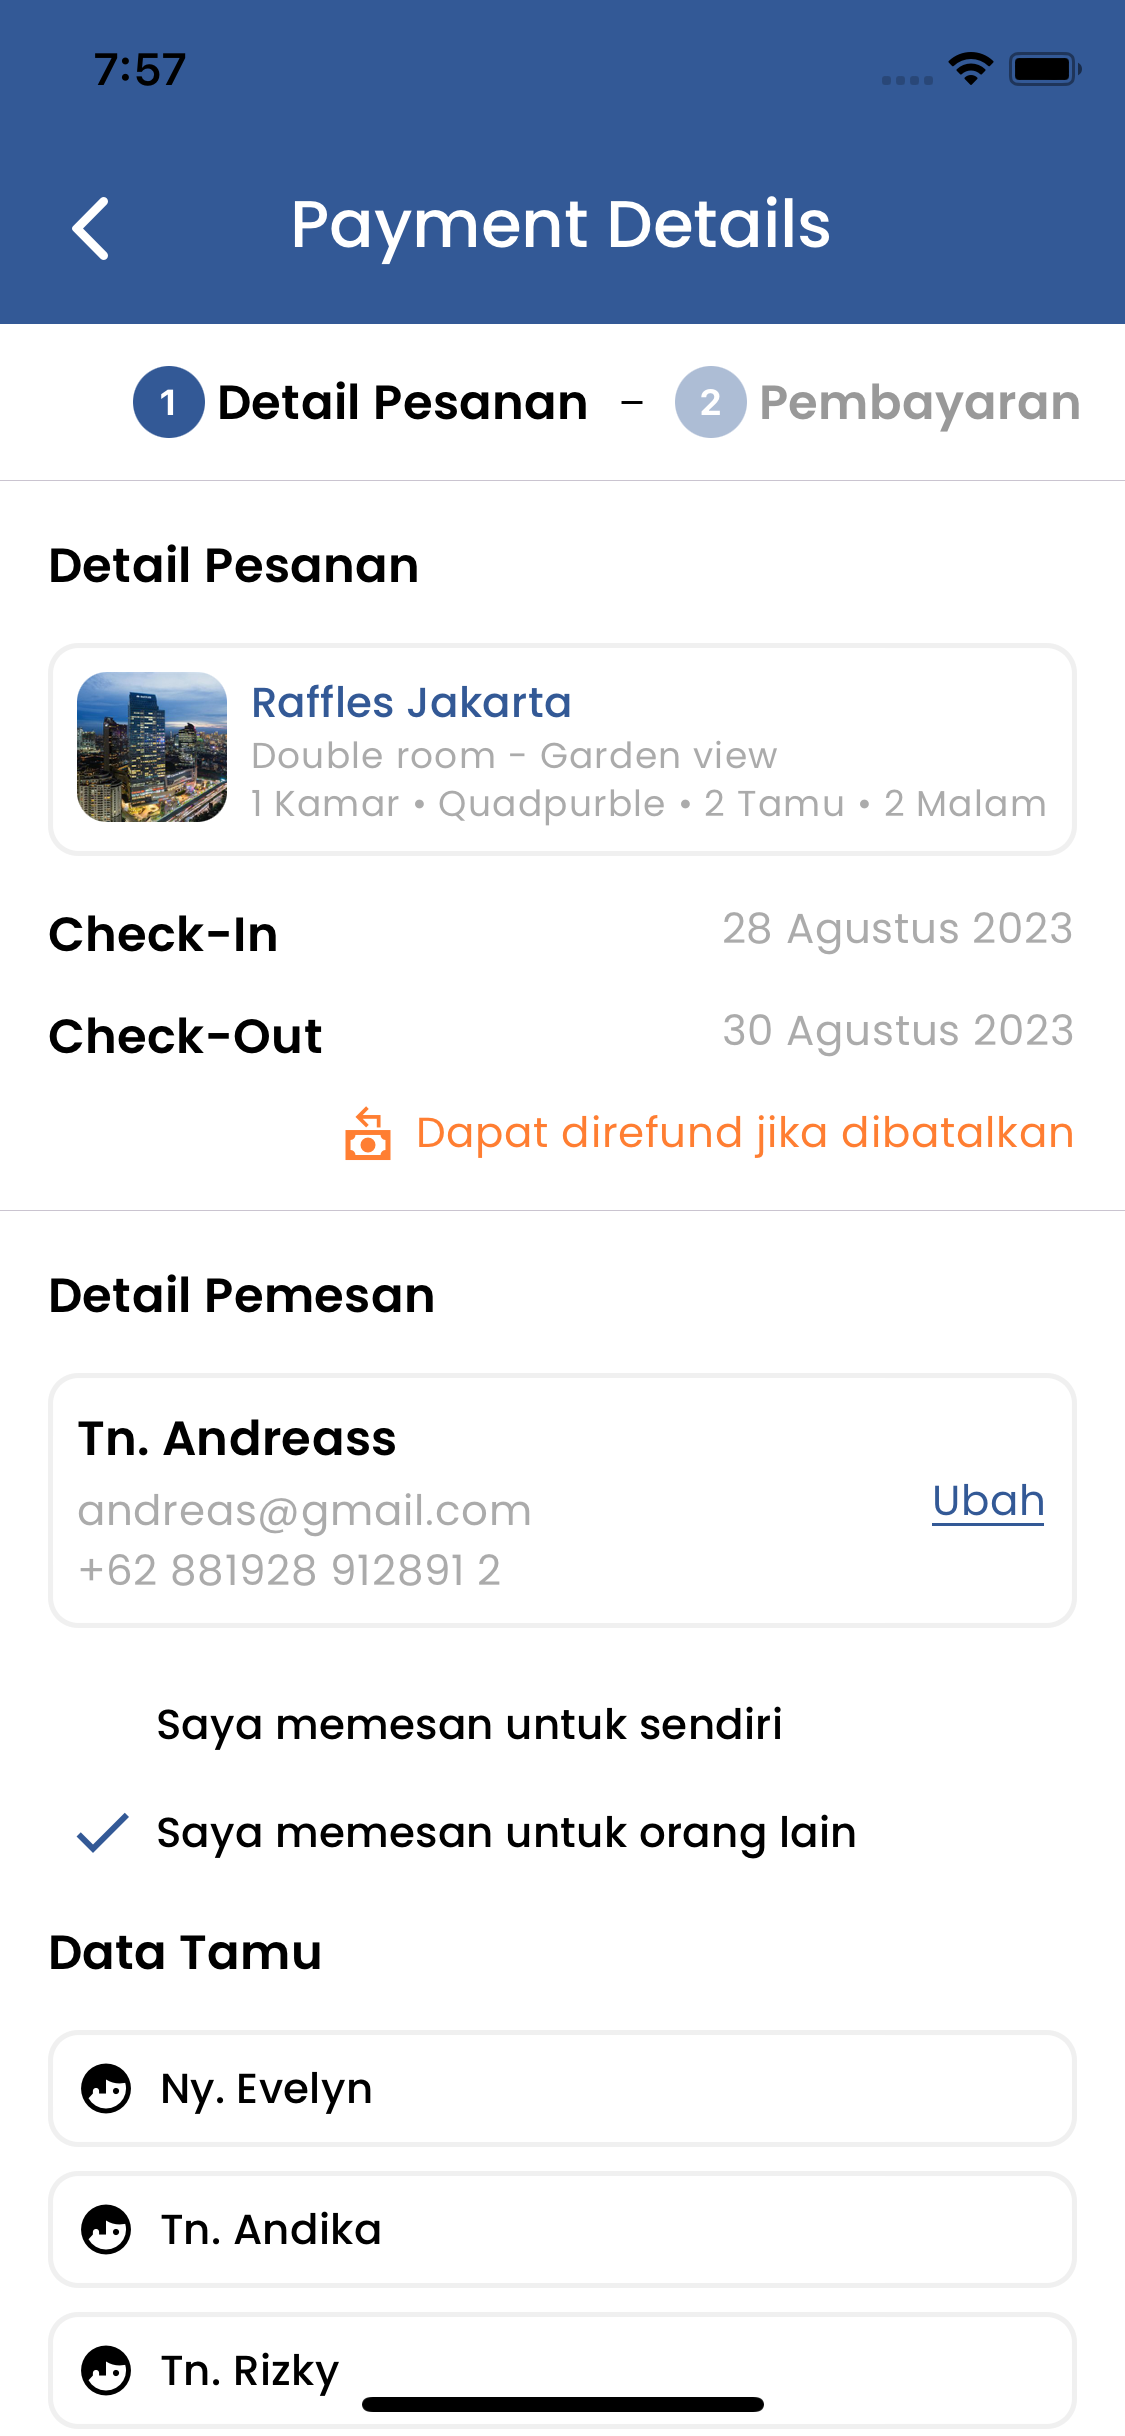 7:57
Payment Details
1 Detail Pesanan - 2 Pembayaran
Detail Pesanan
Raffles Jakarta
Double room - Garden view
1 Kamar • Quadpurble • 2 Tamu • 2 Malam
Check-In 28 Agustus 2023
Check-Out 30 Agustus 2023
Dapat direfund jika dibatalkan
Detail Pemesan
Tn. Andreass
andreas@gmail.com
Ubah
+62 881928 912891 2
Saya memesan untuk sendiri
Saya memesan untuk orang lain
Data Tamu
Ny. Evelyn
Tn. Andika
Tn. Rizky